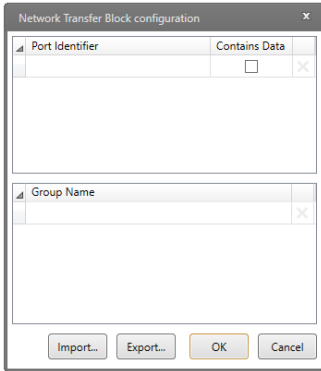 Network Transfer Block configuration x
Port Identifier Contains Data
Group Name
Import... Export... OK Cancel